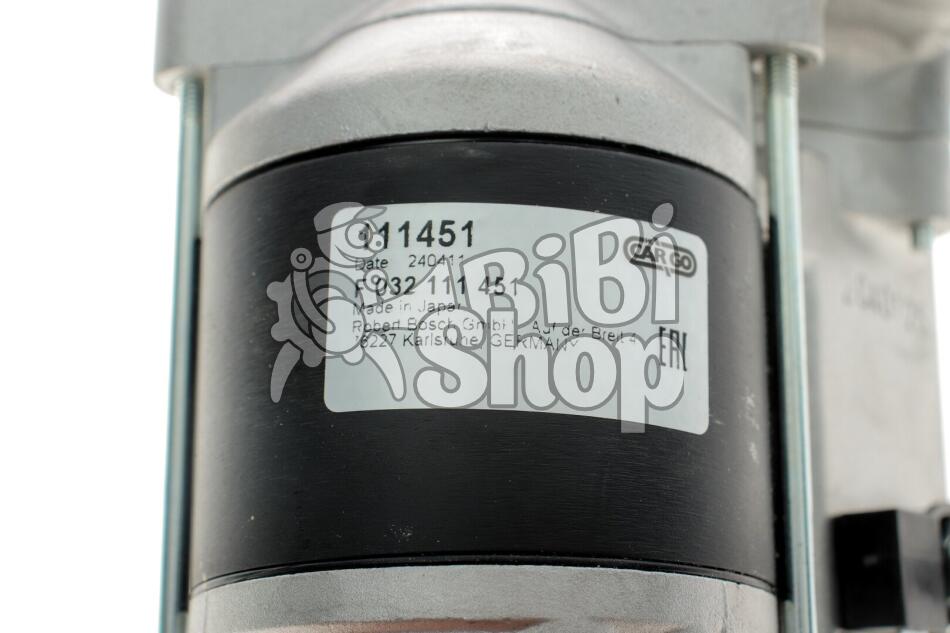 111451
CARGO
Date 240411
F 032 111 451
Made in Japan
Robert Bosch GmbH Auf der Breit 4
76227 Karlsruhe GERMANY
EAC
ABiBi
Shop